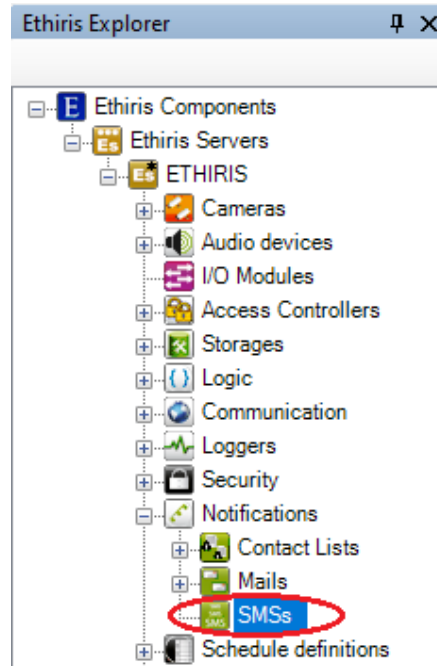 Ethiris Explorer
Ethiris Components
Ethiris Servers
ETHIRIS
Cameras
Audio devices
I/O Modules
Access Controllers
Storages
Logic
Communication
Loggers
Security
Notifications
Contact Lists
Mails
SMSs
Schedule definitions